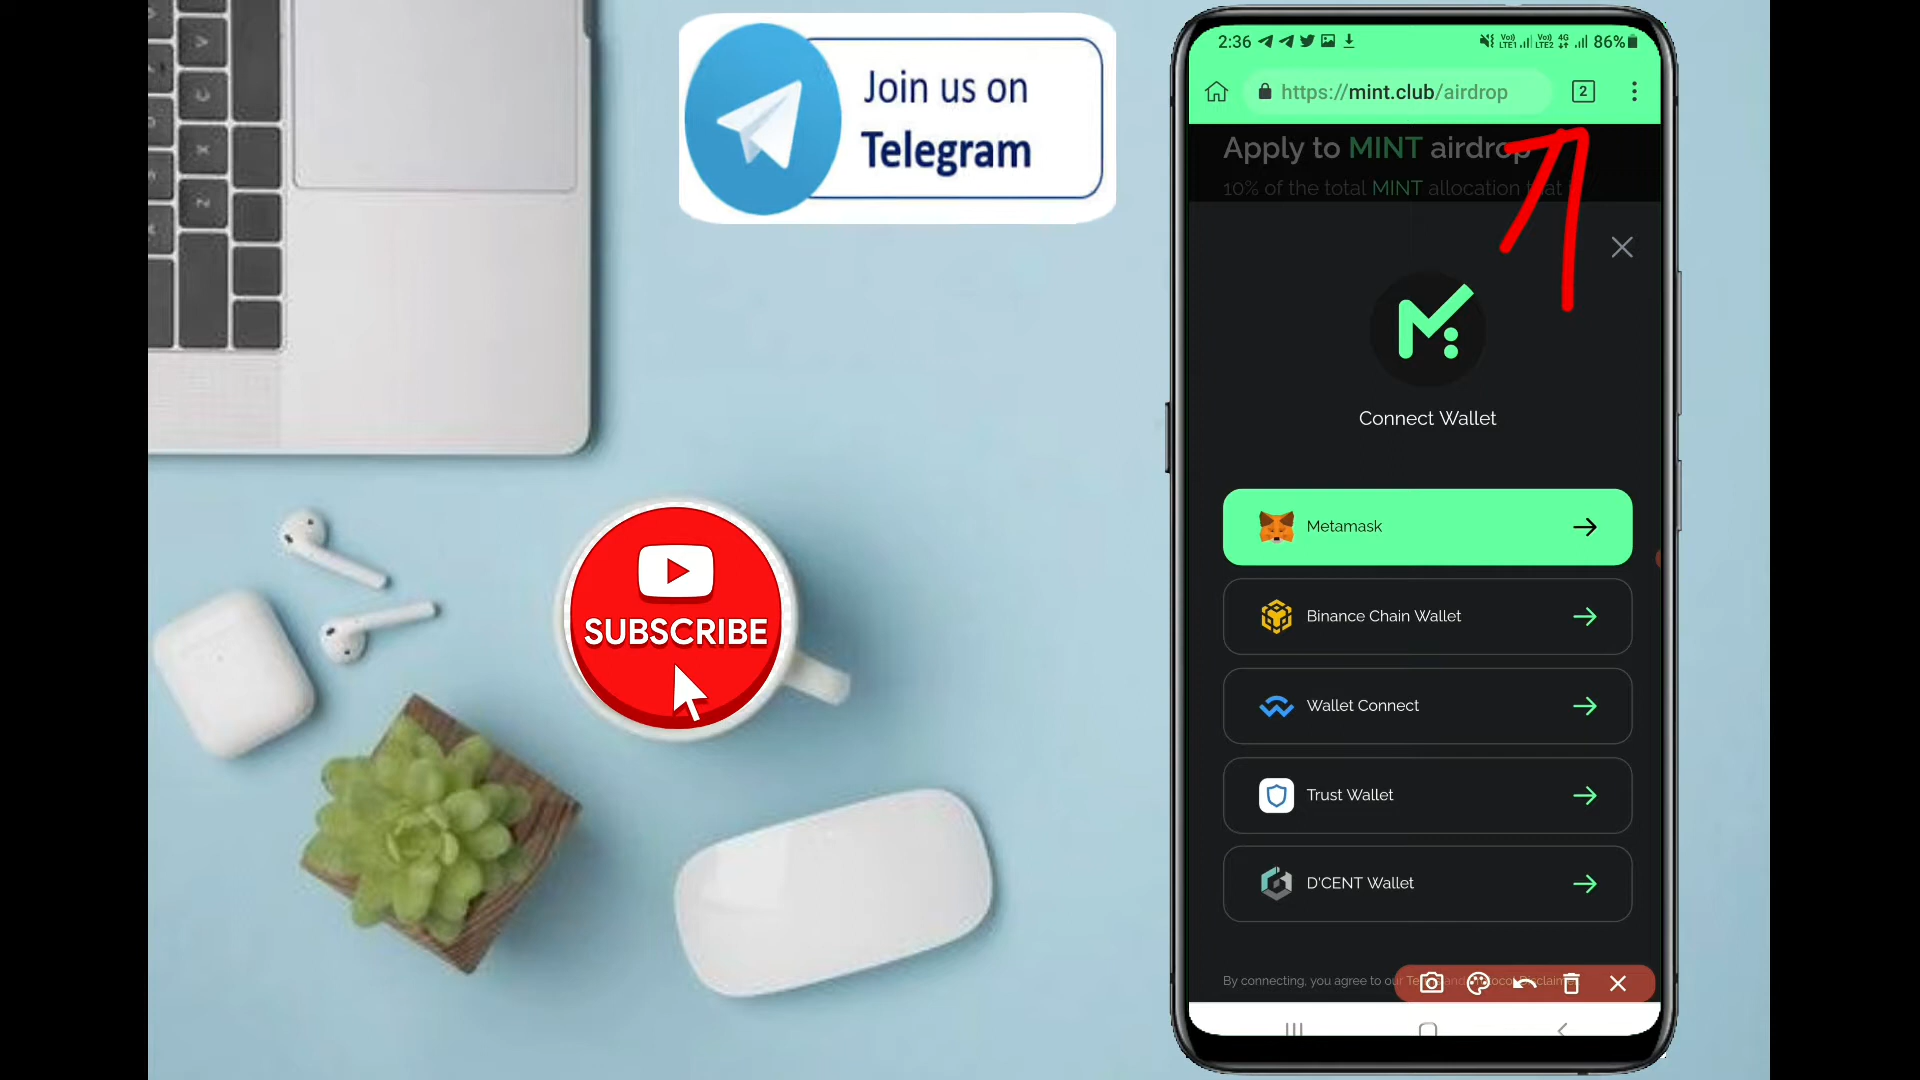 Join us on
Telegram
SUBSCRIBE
2:36
86%
https://mint.club/airdrop
2
Apply to MINT airdrop
10% of the total MINT allocation
Connect Wallet
Metamask
Binance Chain Wallet
Wallet Connect
Trust Wallet
D'CENT Wallet
By connecting, you agree to our